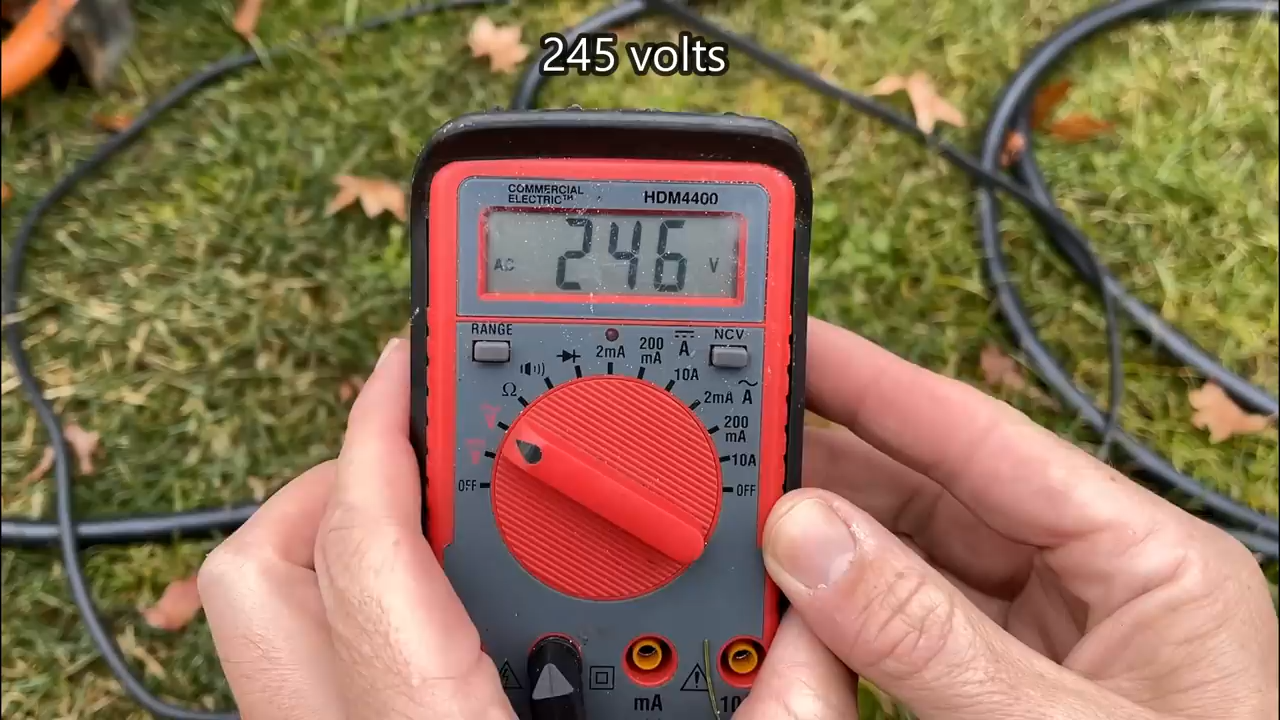 245 volts
COMMERCIAL
ELECTRIC™
HDM4400
AC 246 V
RANGE
NCV
2mA
200
mA
A
10A
Ω
2mA A
200
mA
10A
OFF
OFF
mA
10